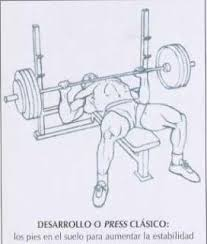 DESARROLLO O PRESS CLÁSICO:
los pies en el suelo para aumentar la estabilidad